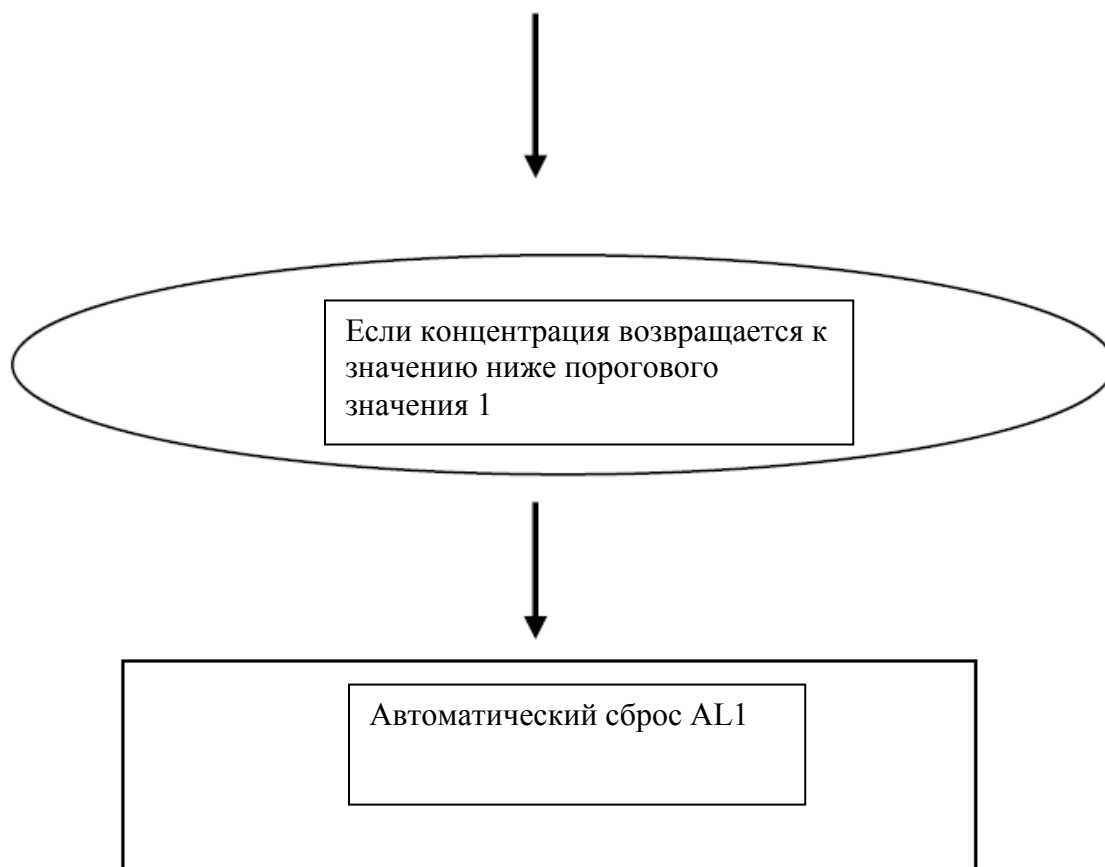 Если концентрация возвращается к
значению ниже порогового
значения 1
Автоматический сброс AL1